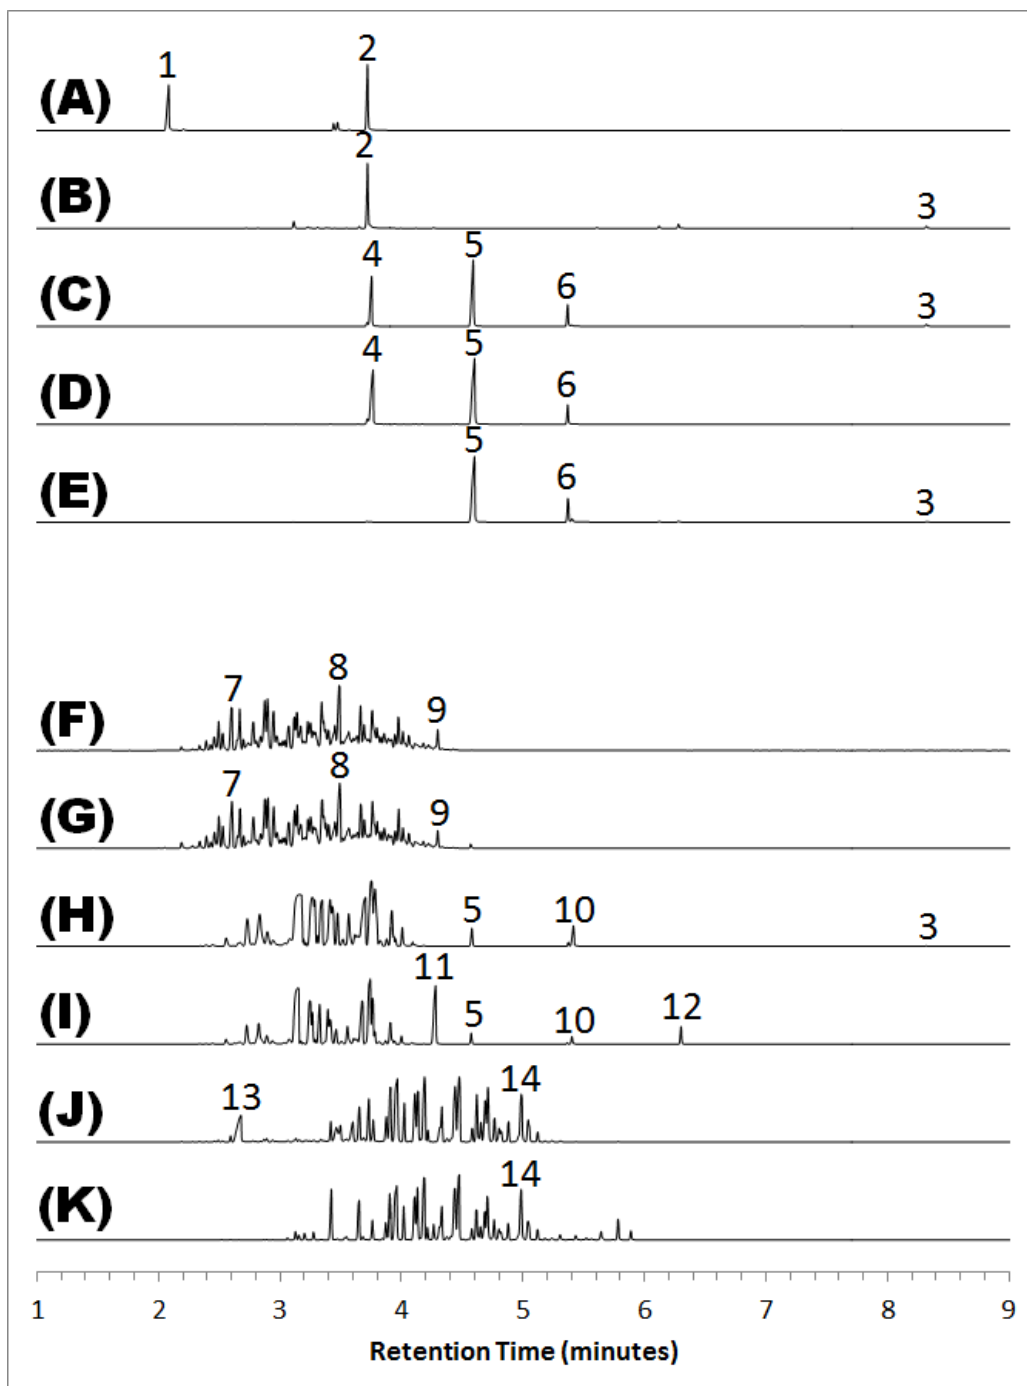 1 2
(A)
2
(B) 3
4 5 6
(C) 3
4 5 6
(D)
5 6
(E) 3
7 8 9
(F)
7 8 9
(G)
5 10 3
(H)
11 5 10 12
(I)
13 14
(J)
14
(K)
1 2 3 4 5 6 7 8 9
Retention Time (minutes)